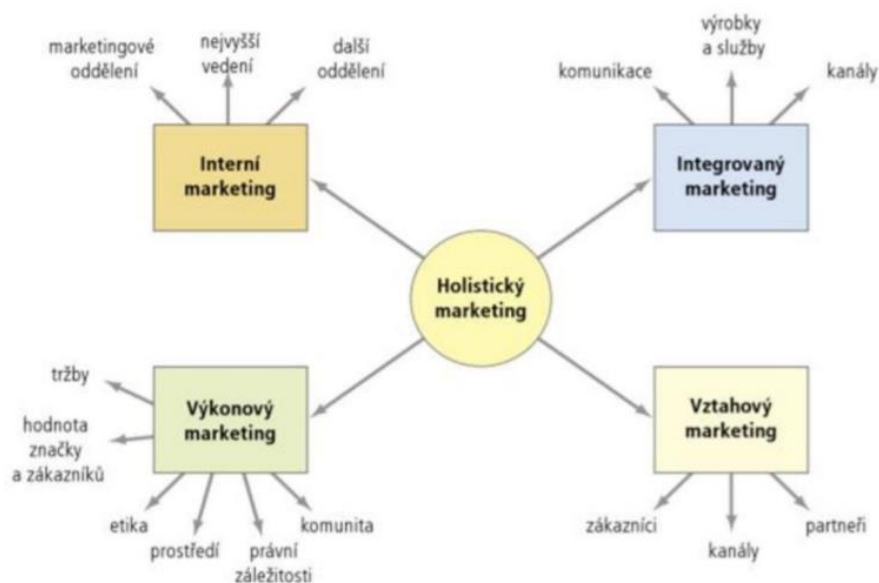 marketingové
oddělení
nejvyšší
vedení
další
oddělení
Interní
marketing
komunikace
výrobky
a služby
kanály
Integrovaný
marketing
Holistický
marketing
tržby
hodnota
značky
a zákazníků
Výkonový
marketing
etika
prostředí
právní
záležitosti
komunita
Vztahový
marketing
zákazníci
kanály
partneři